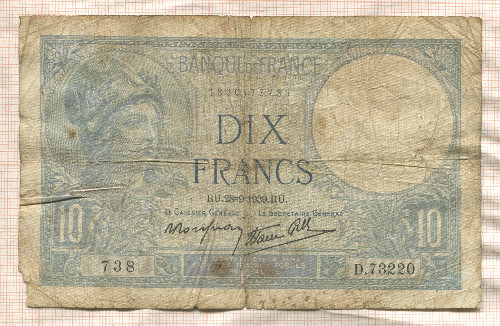 BANQUE DE FRANCE
DIX
FRANCS
RU.28-9-1939.RU.
LE CAISSIER GÉNÉRAL
LE SECRÉTAIRE GÉNÉRAL
10
10
738
D.73220